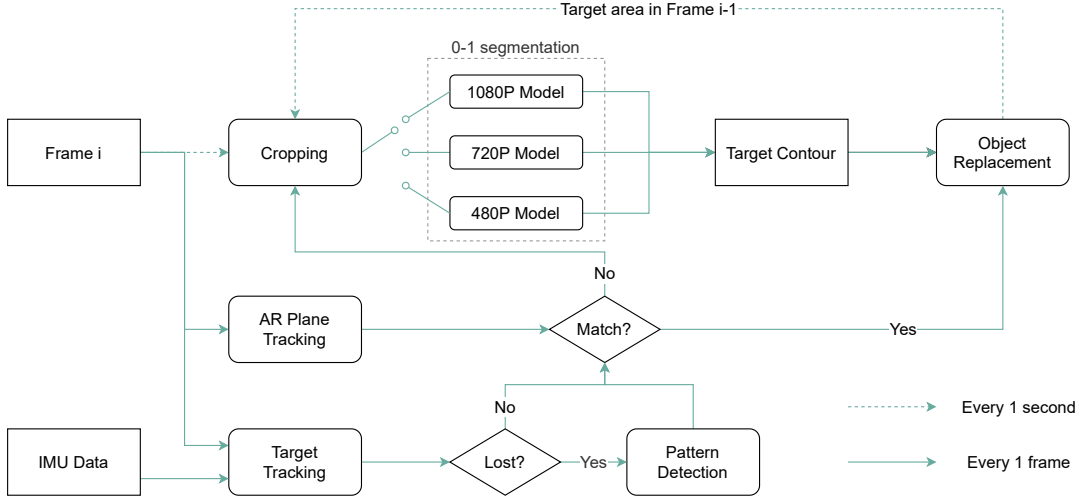 Target area in Frame i-1
0-1 segmentation
1080P Model
Frame i
Cropping
720P Model
Target Contour
Object
Replacement
480P Model
No
AR Plane
Tracking
Match?
Yes
No
Every 1 second
IMU Data
Target
Tracking
Lost?
Yes
Pattern
Detection
Every 1 frame